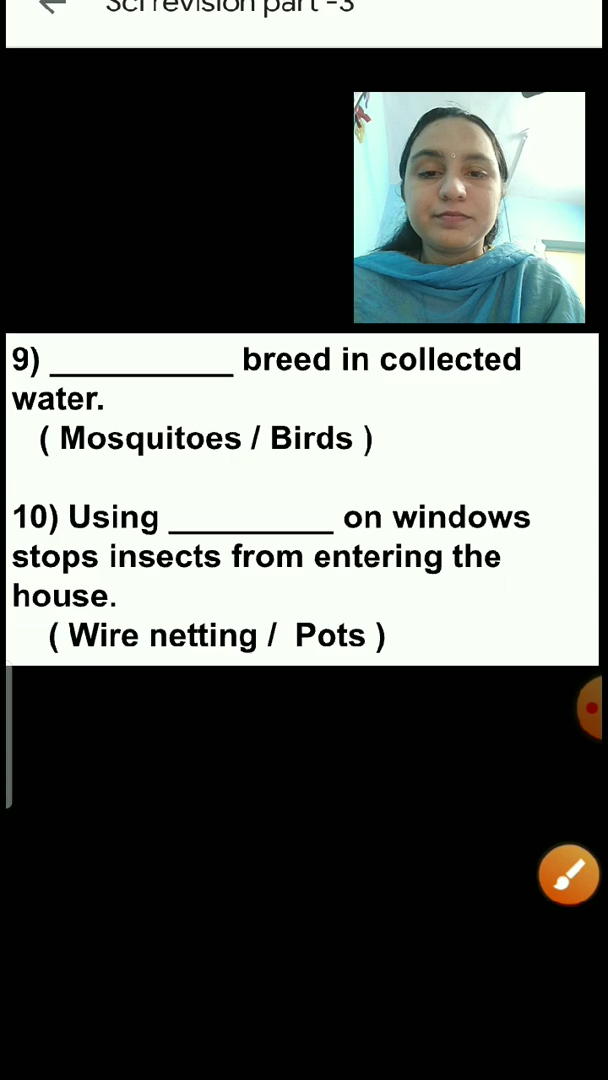 Sci revision part -3
9) __________ breed in collected
water.
( Mosquitoes / Birds )
10) Using _________ on windows
stops insects from entering the
house.
( Wire netting / Pots )